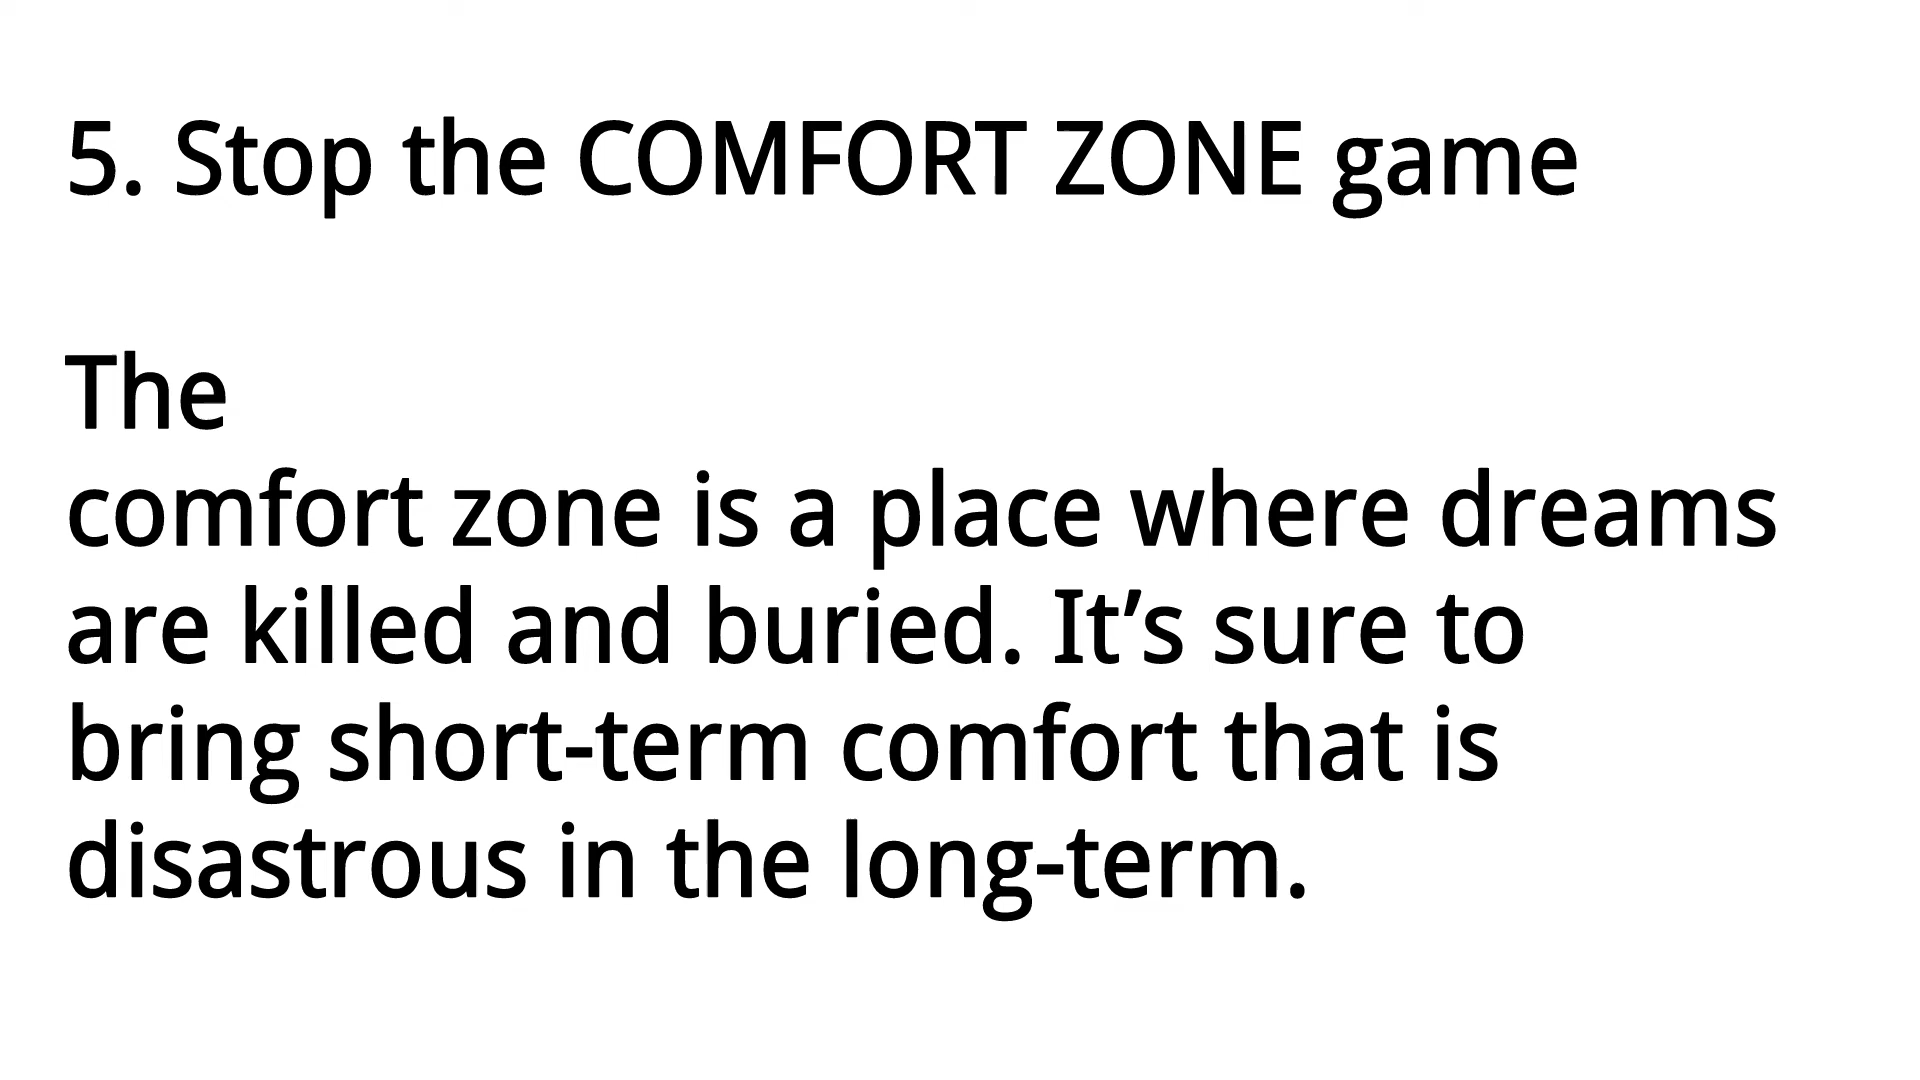 5. Stop the COMFORT ZONE game
The
comfort zone is a place where dreams
are killed and buried. It’s sure to
bring short-term comfort that is
disastrous in the long-term.